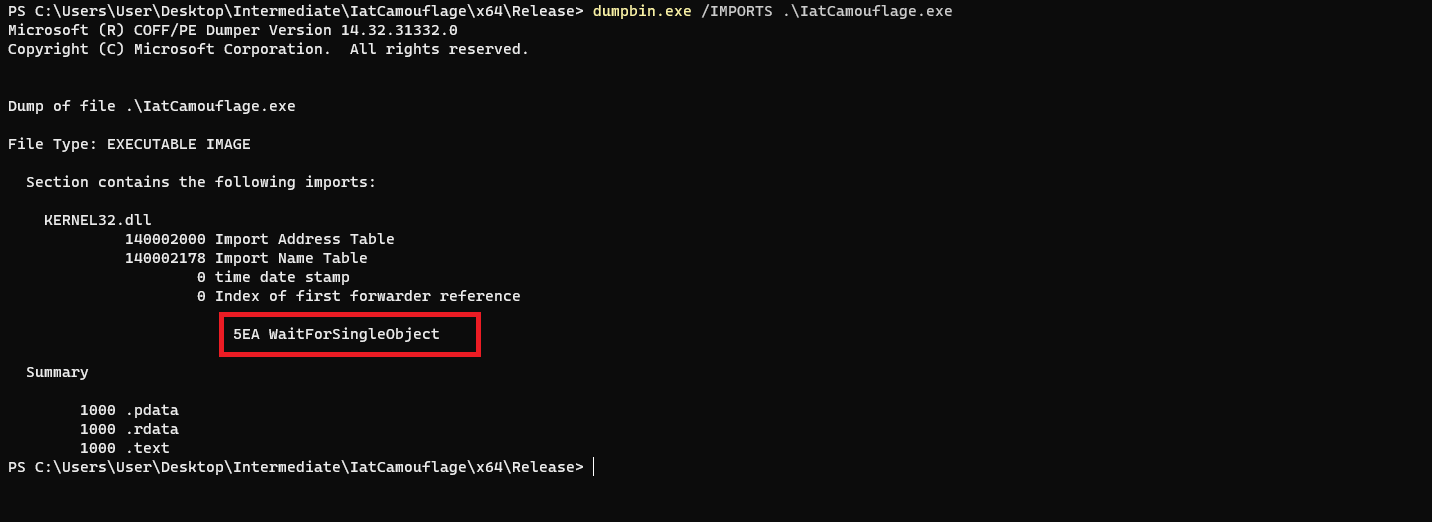 PS C:\Users\User\Desktop\Intermediate\IatCamouflage\x64\Release> dumpbin.exe /IMPORTS .\IatCamouflage.exe
Microsoft (R) COFF/PE Dumper Version 14.32.31332.0
Copyright (C) Microsoft Corporation.  All rights reserved.
Dump of file .\IatCamouflage.exe
File Type: EXECUTABLE IMAGE
  Section contains the following imports:
    KERNEL32.dll
             140002000 Import Address Table
             140002178 Import Name Table
                     0 time date stamp
                     0 Index of first forwarder reference
                         5EA WaitForSingleObject
  Summary
        1000 .pdata
        1000 .rdata
        1000 .text
PS C:\Users\User\Desktop\Intermediate\IatCamouflage\x64\Release>